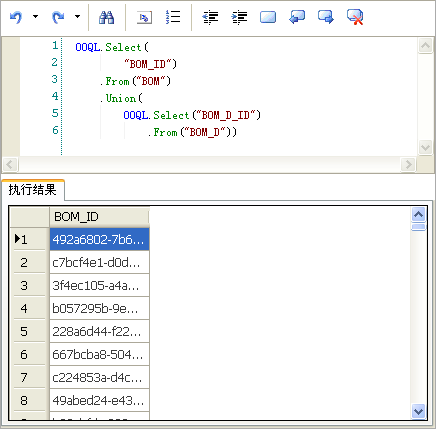 1 OOQL.Select(
2 "BOM_ID")
3 .From("BOM")
4 .Union(
5 OOQL.Select("BOM_D_ID")
6 .From("BOM_D"))
执行结果
BOM_ID
1 492a6802-7b6...
2 c7bcf4e1-d0d...
3 3f4ec105-a4a...
4 b057295b-9e...
5 228a6d44-f22...
6 667bcba8-504...
7 c224853a-d4c...
8 49abed24-e43...